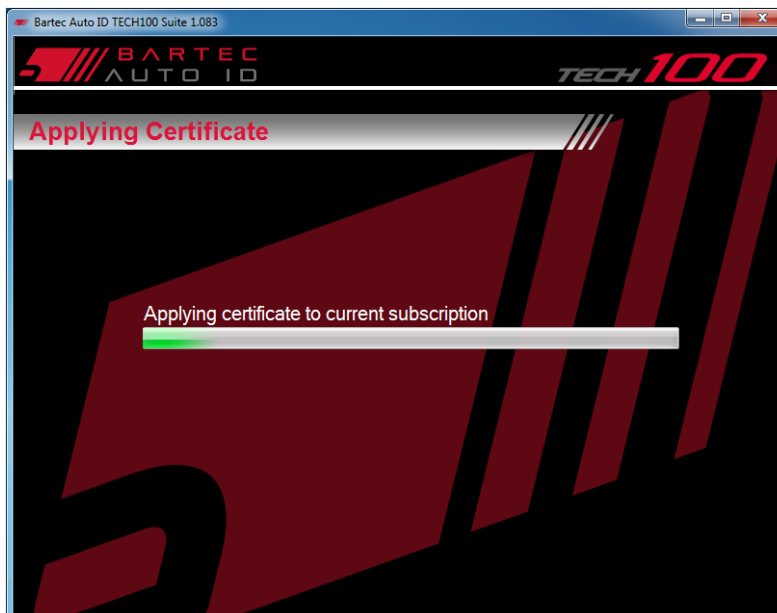 Bartec Auto ID TECH100 Suite 1.083
BARTEC
AUTO ID
TECH100
Applying Certificate
Applying certificate to current subscription